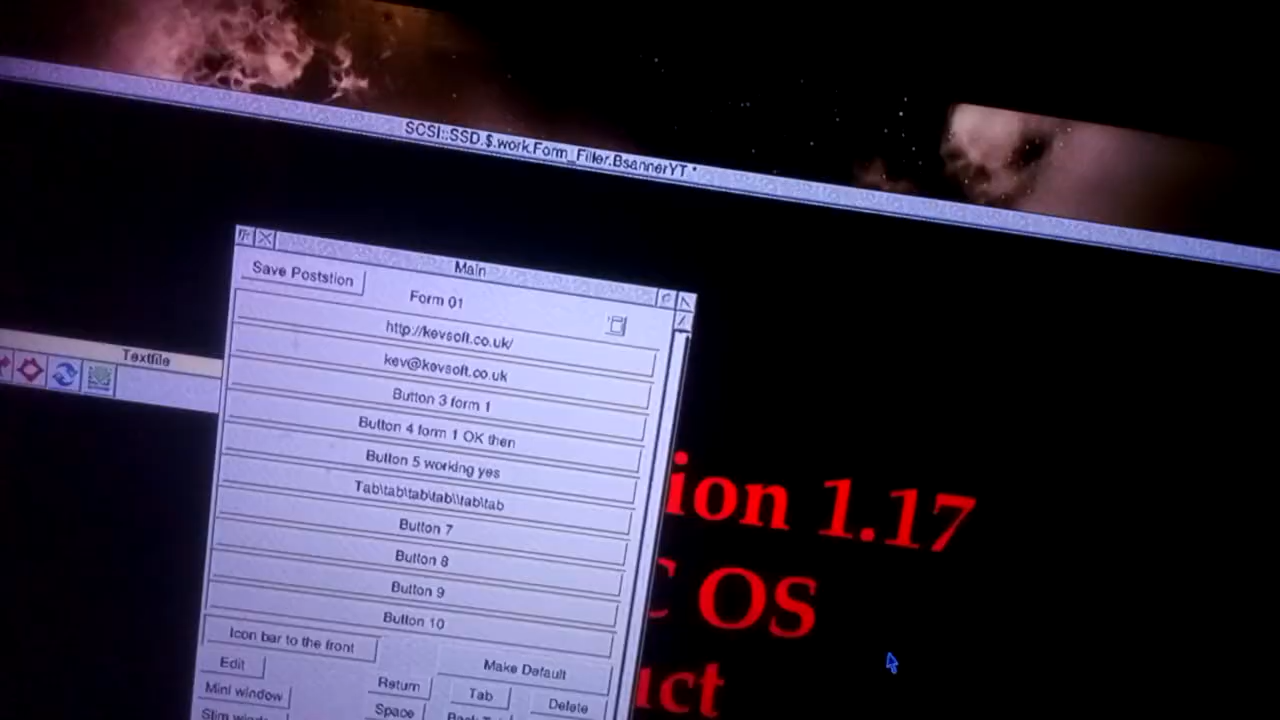 SCSI::SSD.$.work.Form_Filler.BsannerYT *
Main
Save Poststion
Form 01
http://kevsoft.co.uk/
Textfile
kev@kevsoft.co.uk
Button 3 form 1
Button 4 form 1 OK then
Button 5 working yes
Tab\tab\tab\tab\\tab\tab
ion 1.17
Button 7
Button 8
C OS
Button 9
Button 10
Icon bar to the front
Make Default
uct
Edit
Return
Tab
Delete
Mini window
Space